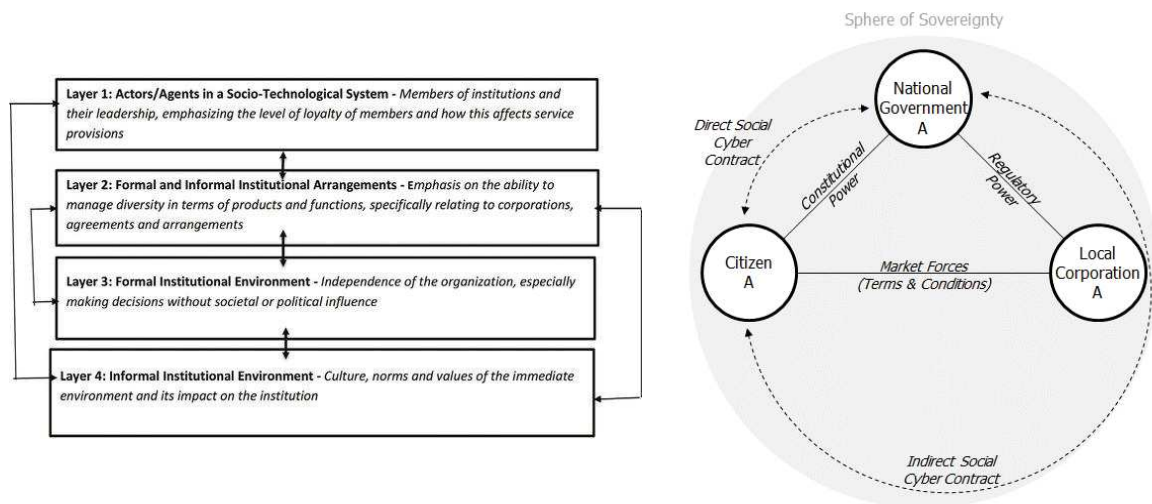 Layer 1: Actors/Agents in a Socio-Technological System - Members of institutions and
their leadership, emphasizing the level of loyalty of members and how this affects service
provisions
Layer 2: Formal and Informal Institutional Arrangements - Emphasis on the ability to
manage diversity in terms of products and functions, specifically relating to corporations,
agreements and arrangements
Layer 3: Formal Institutional Environment - Independence of the organization, especially
making decisions without societal or political influence
Layer 4: Informal Institutional Environment - Culture, norms and values of the immediate
environment and its impact on the institution
Sphere of Sovereignty
National
Government
A
Direct Social
Cyber
Contract
Constitutional
Power
Regulatory
Power
Citizen
A
Market Forces
(Terms & Conditions)
Local
Corporation
A
Indirect Social
Cyber Contract